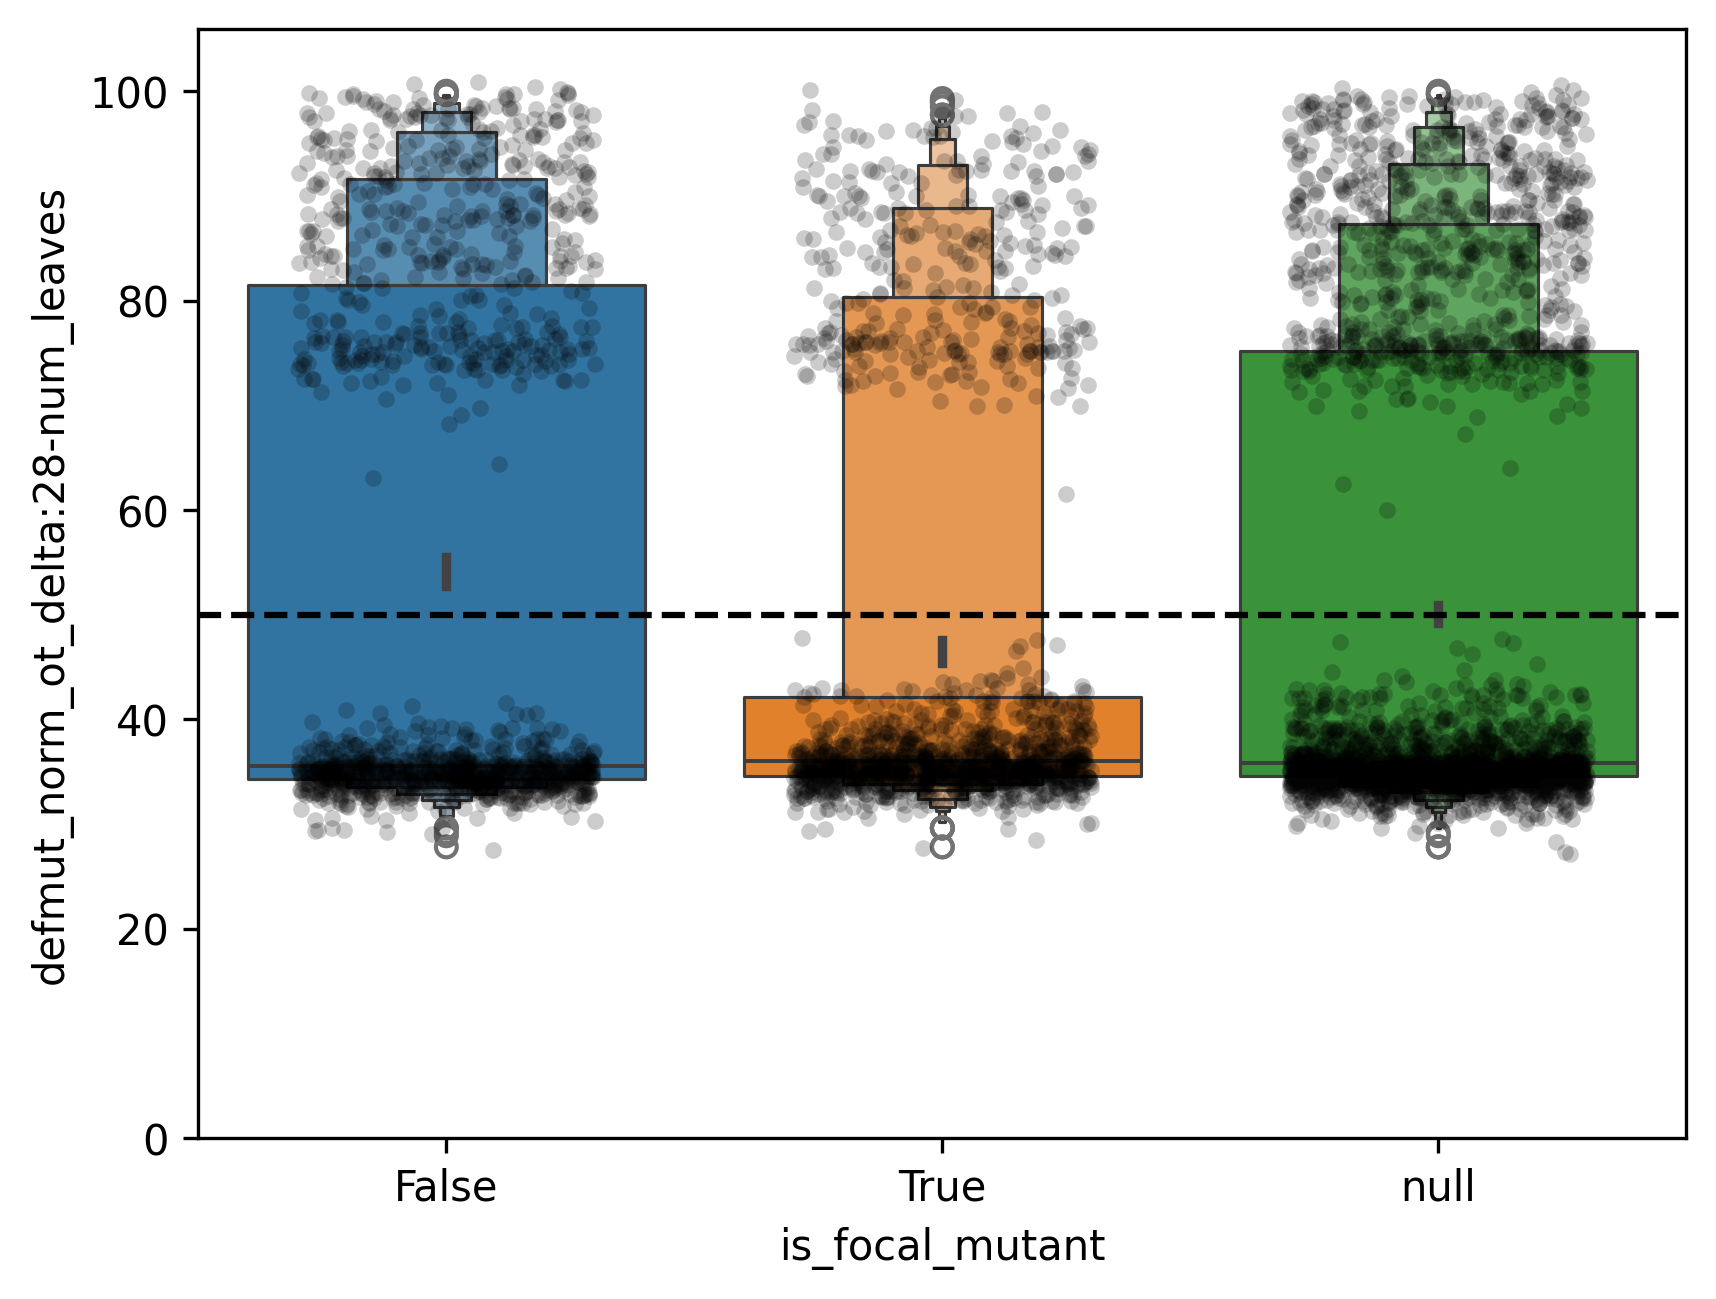 defmut_norm_ot_delta:28-num_leaves
100
80
60
40
20
0
False True null
is_focal_mutant